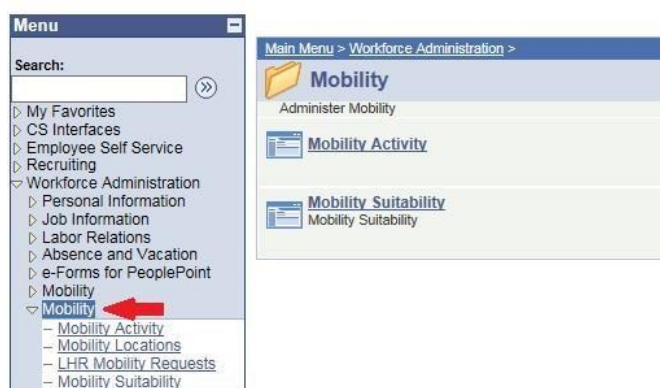 Menu
Search:
My Favorites
CS Interfaces
Employee Self Service
Recruiting
Workforce Administration
Personal Information
Job Information
Labor Relations
Absence and Vacation
e-Forms for PeoplePoint
Mobility
Mobility
– Mobility Activity
– Mobility Locations
– LHR Mobility Requests
– Mobility Suitability
Main Menu > Workforce Administration >
Mobility
Administer Mobility
Mobility Activity
Mobility Suitability
Mobility Suitability